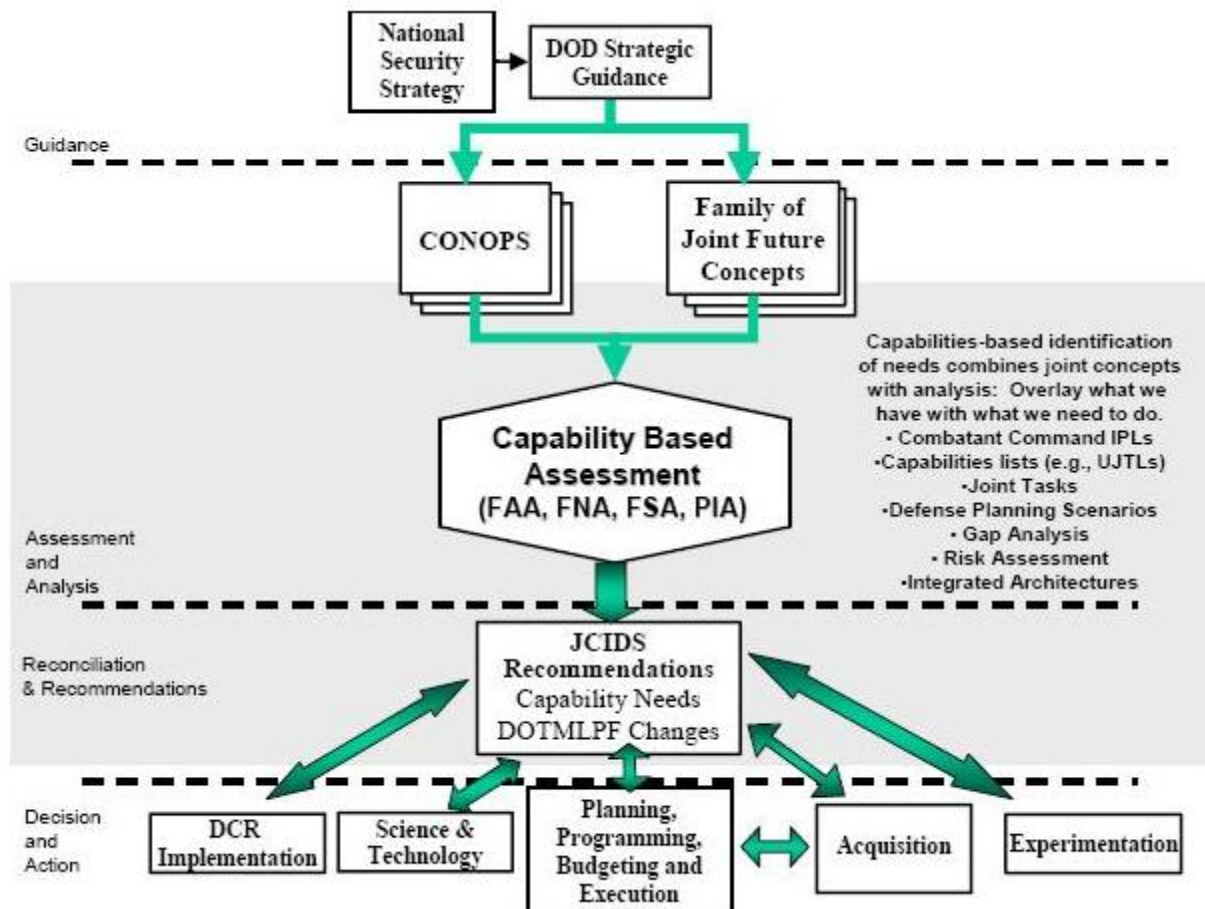 National
Security
Strategy
DOD Strategic
Guidance
Guidance
CONOPS
Family of
Joint Future
Concepts
Capabilities-based identification
of needs combines joint concepts
with analysis: Overlay what we
have with what we need to do.
• Combatant Command IPLs
•Capabilities lists (e.g., UJTLs)
•Joint Tasks
•Defense Planning Scenarios
• Gap Analysis
• Risk Assessment
•Integrated Architectures
Capability Based
Assessment
(FAA, FNA, FSA, PIA)
Assessment
and
Analysis
Reconciliation
& Recommendations
JCIDS
Recommendations
Capability Needs
DOTMLPF Changes
Decision
and
Action
DCR
Implementation
Science &
Technology
Planning,
Programming,
Budgeting and
Execution
Acquisition
Experimentation